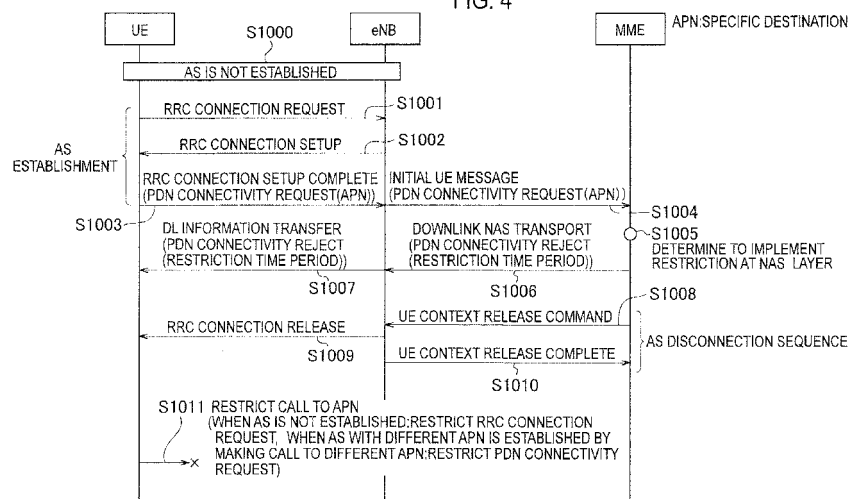 FIG. 4
UE
eNB
MME
APN:SPECIFIC DESTINATION
S1000
AS IS NOT ESTABLISHED
RRC CONNECTION REQUEST
S1001
RRC CONNECTION SETUP
S1002
AS
ESTABLISHMENT
RRC CONNECTION SETUP COMPLETE
(PDN CONNECTIVITY REQUEST(APN))
INITIAL UE MESSAGE
(PDN CONNECTIVITY REQUEST(APN))
S1003
S1004
S1005
DETERMINE TO IMPLEMENT
RESTRICTION AT NAS LAYER
DL INFORMATION TRANSFER
(PDN CONNECTIVITY REJECT
(RESTRICTION TIME PERIOD))
DOWNLINK NAS TRANSPORT
(PDN CONNECTIVITY REJECT
(RESTRICTION TIME PERIOD))
S1007
S1006
S1008
UE CONTEXT RELEASE COMMAND
RRC CONNECTION RELEASE
AS DISCONNECTION SEQUENCE
S1009
UE CONTEXT RELEASE COMPLETE
S1010
S1011 RESTRICT CALL TO APN
(WHEN AS IS NOT ESTABLISHED:RESTRICT RRC CONNECTION
REQUEST, WHEN AS WITH DIFFERENT APN IS ESTABLISHED BY
MAKING CALL TO DIFFERENT APN:RESTRICT PDN CONNECTIVITY
REQUEST)